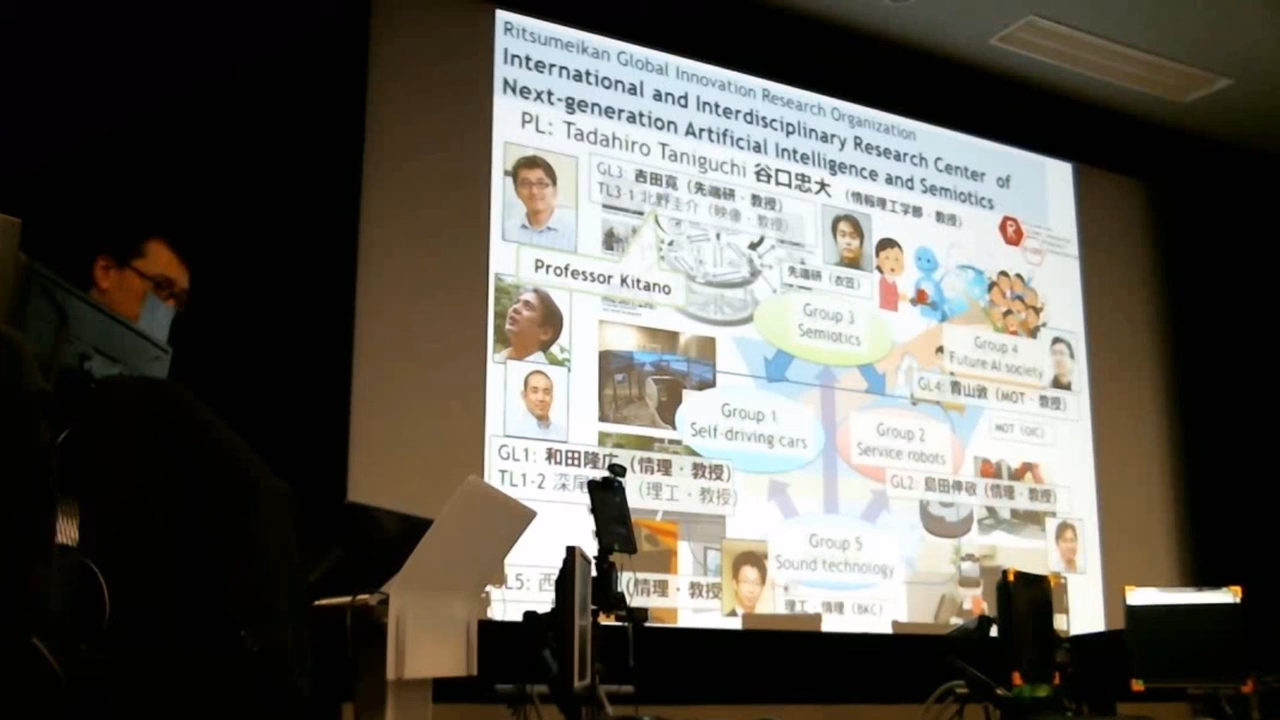 Ritsumeikan Global Innovation Research Organization
International and Interdisciplinary Research Center of
Next-generation Artificial Intelligence and Semiotics
PL: Tadahiro Taniguchi 谷口忠大 (情報理工学部・教授)
GL3: 吉田寛 (先端研・教授)
TL3-1 北野圭介 (映像・教授)
R
先端研 (衣笠)
Professor Kitano
Group 3
Semiotics
Group 4
Future AI society
GL4: 青山敦 (MOT・教授)
MOT (OIC)
Group 1
Self-driving cars
Group 2
Service robots
GL1: 和田隆広 (情理・教授)
TL1-2 深尾 (理工・教授)
GL2: 島田伸敬 (情理・教授)
Group 5
Sound technology
GL5: 西 (情理・教授
理工・情理 (BKC)